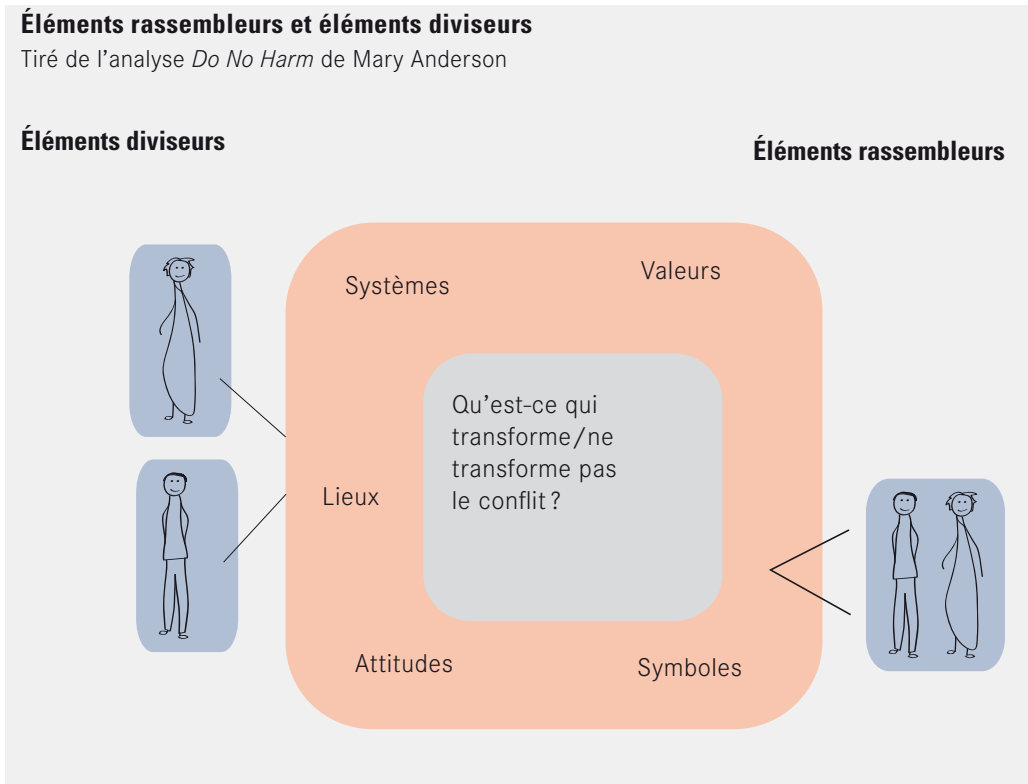 Éléments rassembleurs et éléments diviseurs
Tiré de l'analyse Do No Harm de Mary Anderson
Éléments diviseurs
Éléments rassembleurs
Systèmes
Valeurs
Qu'est-ce qui
transforme/ne
transforme pas
le conflit ?
Lieux
Attitudes
Symboles